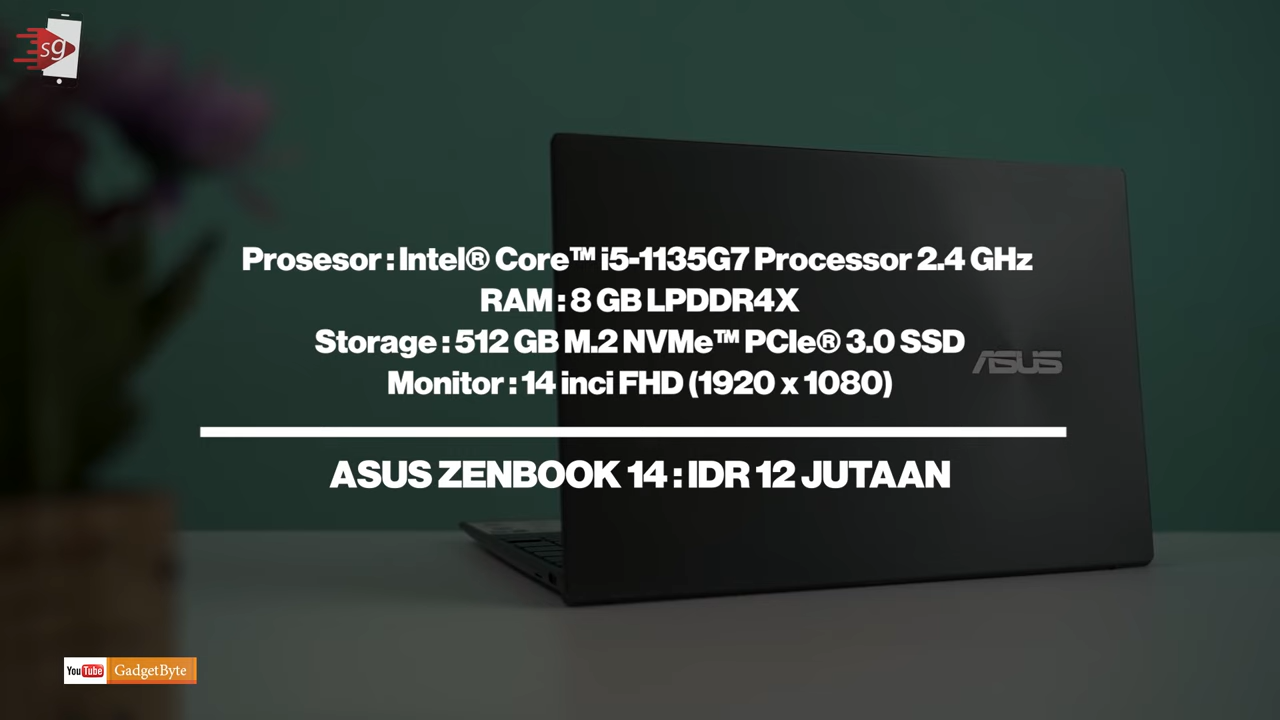 sg
Prosesor : Intel® Core™ i5-1135G7 Processor 2.4 GHz
RAM : 8 GB LPDDR4X
Storage : 512 GB M.2 NVMe™ PCIe® 3.0 SSD
Monitor : 14 inci FHD (1920 x 1080)
ASUS
ASUS ZENBOOK 14 : IDR 12 JUTAAN
YouTube GadgetByte